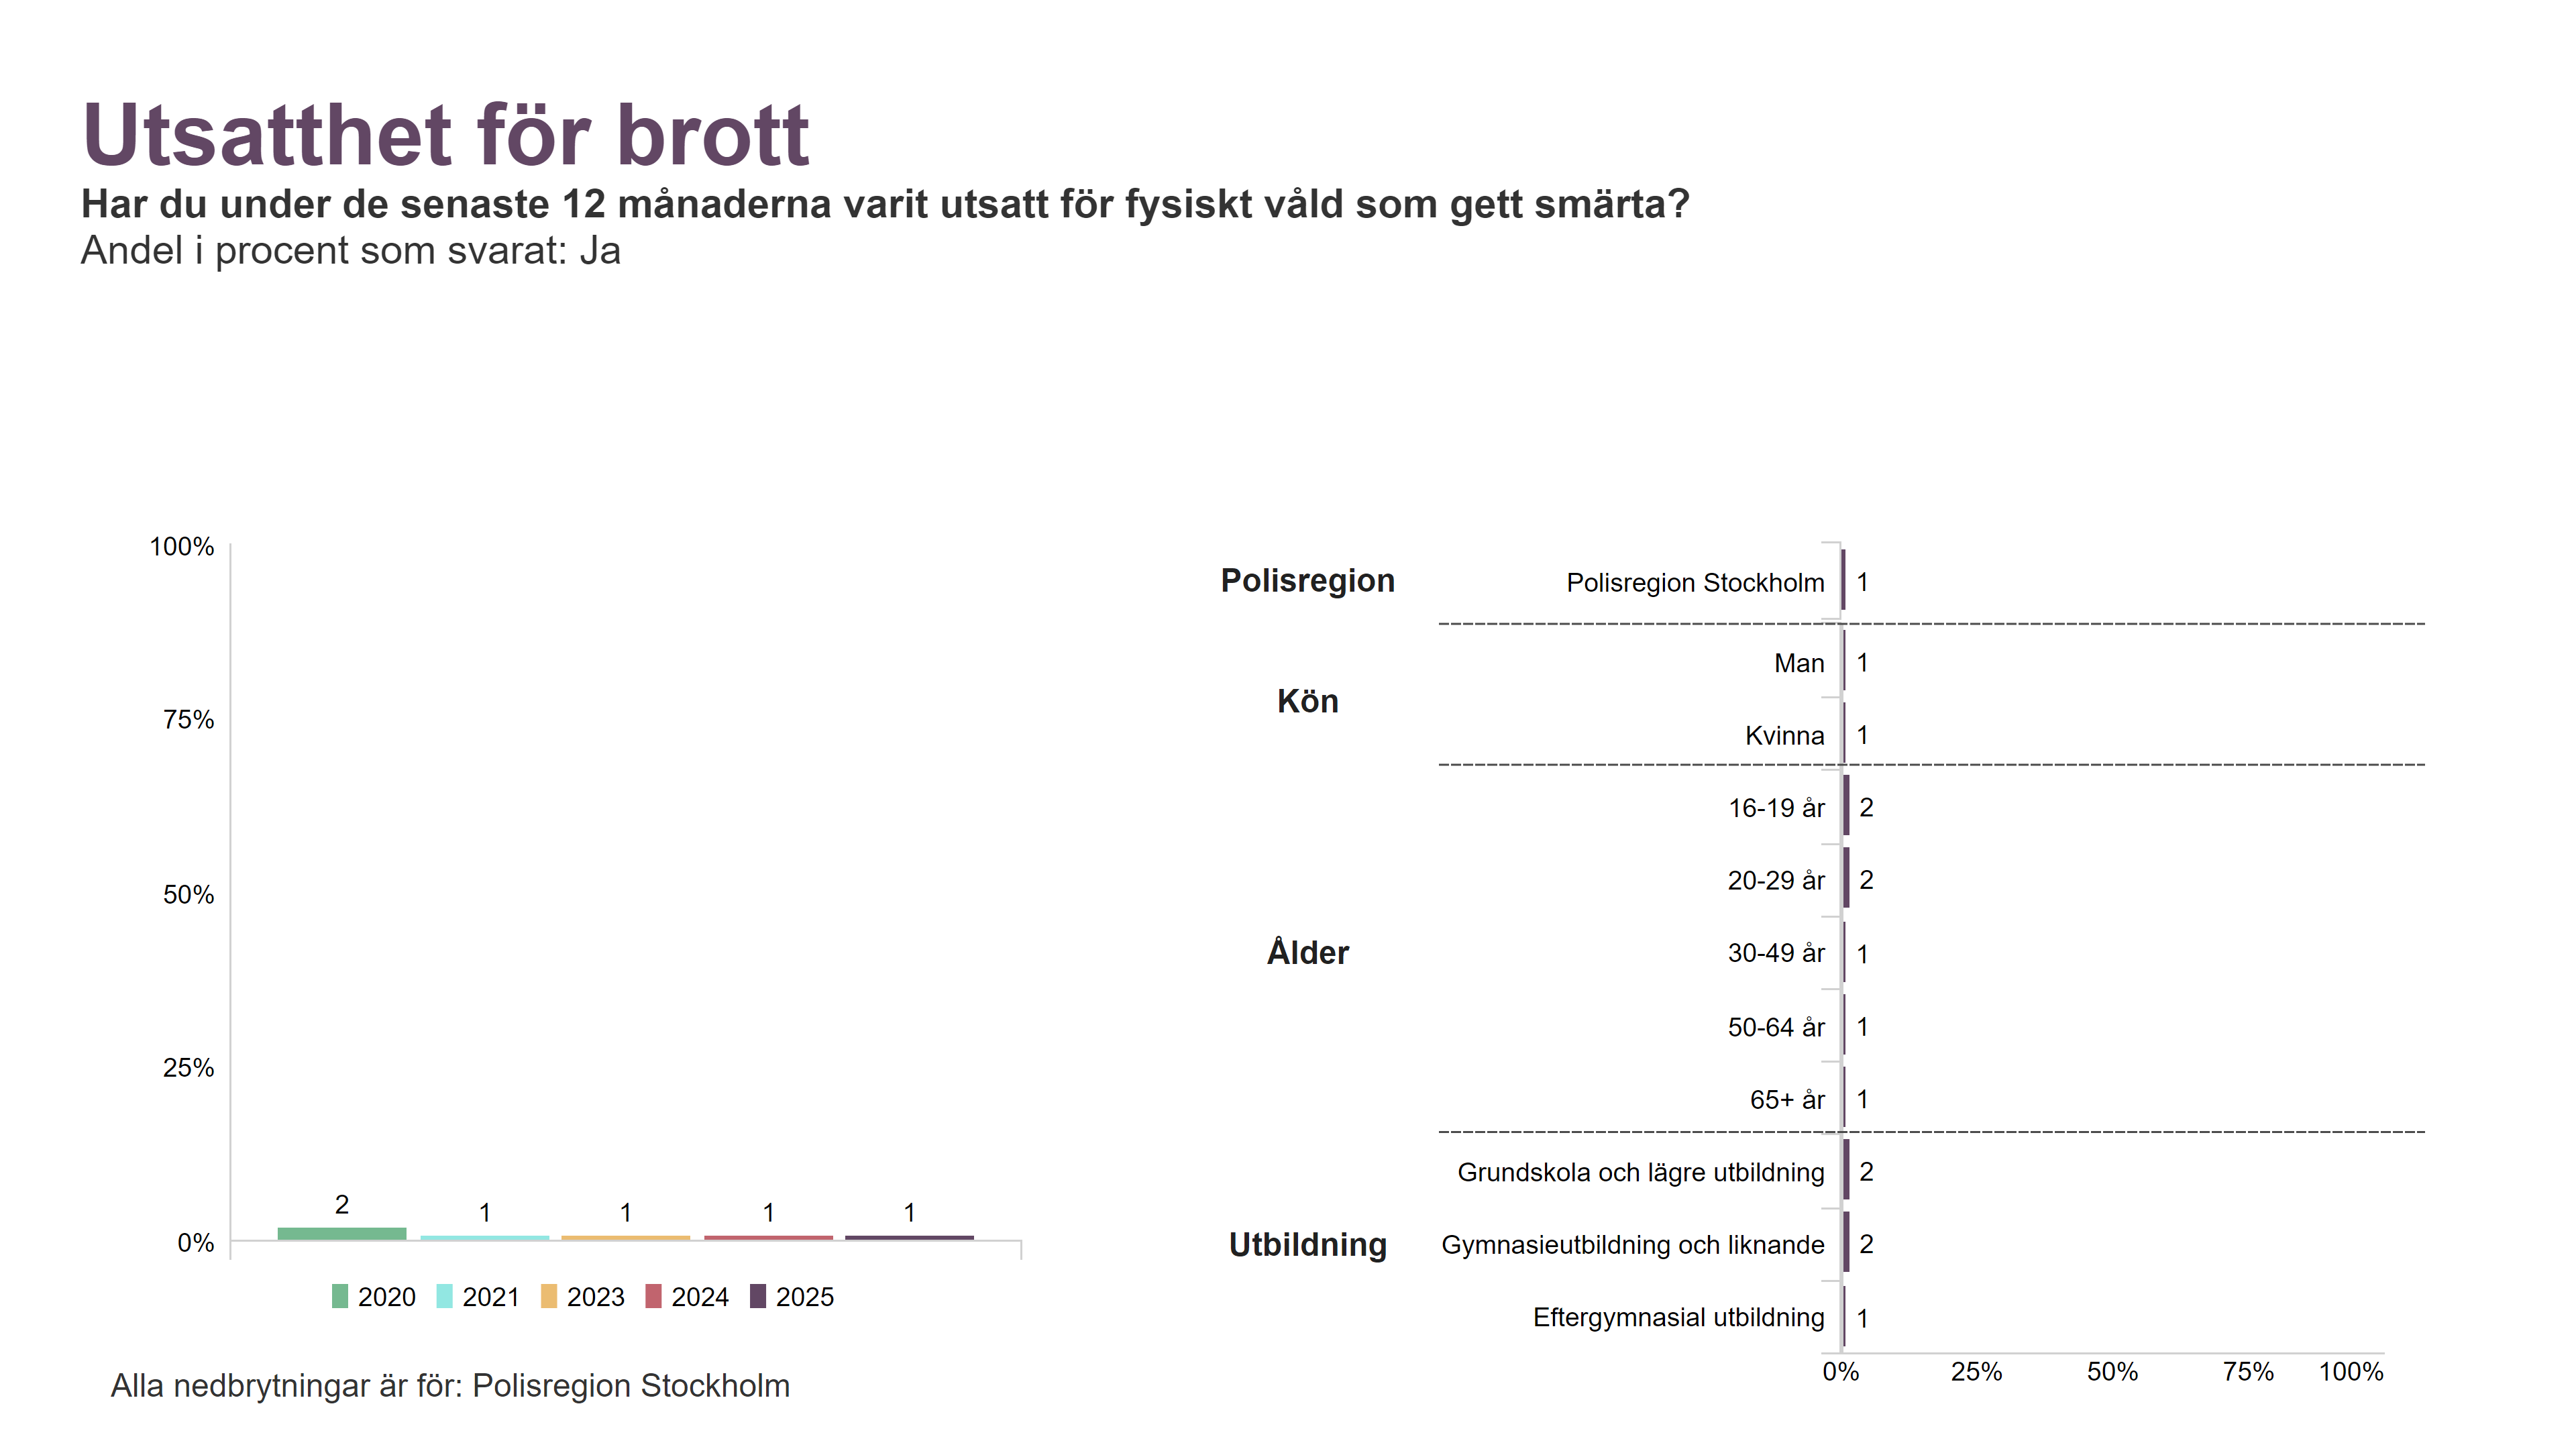 Utsatthet för brott
Har du under de senaste 12 månaderna varit utsatt för fysiskt våld som gett smärta?
Andel i procent som svarat: Ja
100%
75%
50%
25%
0%
2
1
1
1
1
2020
2021
2023
2024
2025
Alla nedbrytningar är för: Polisregion Stockholm
Polisregion
Polisregion Stockholm 1
Kön
Man 1
Kvinna 1
Ålder
16-19 år 2
20-29 år 2
30-49 år 1
50-64 år 1
65+ år 1
Utbildning
Grundskola och lägre utbildning 2
Gymnasieutbildning och liknande 2
Eftergymnasial utbildning 1
0% 25% 50% 75% 100%